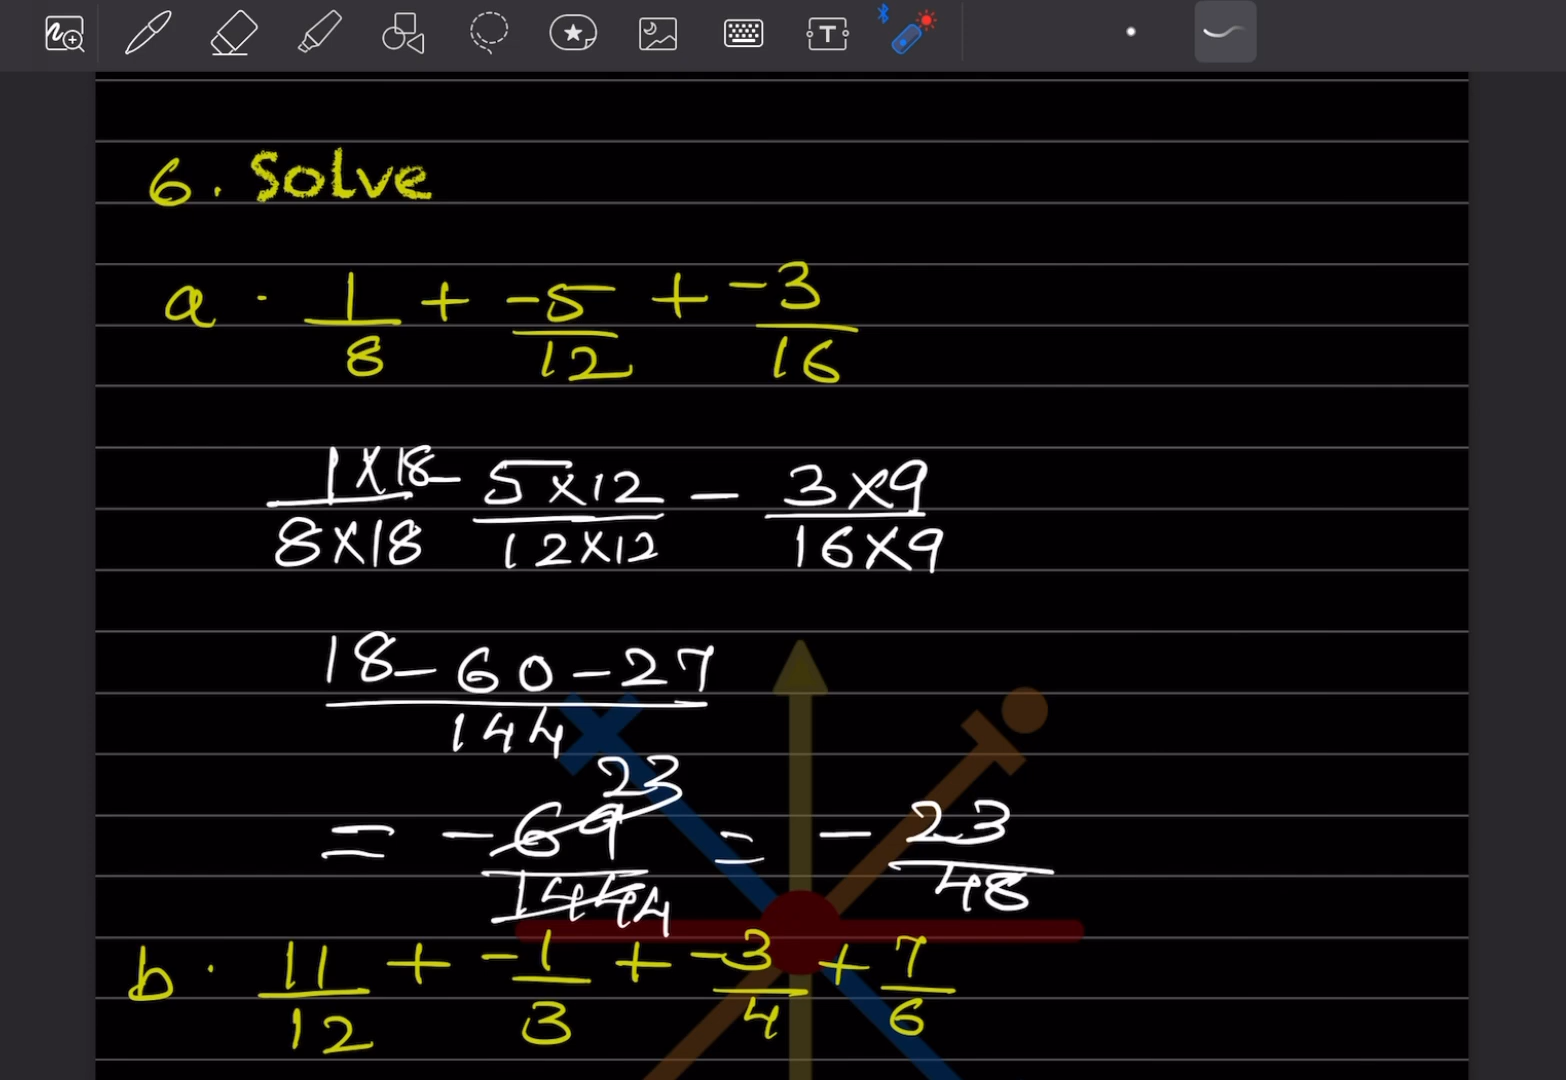 6. Solve
a. 1/8 + -5/12 + -3/16
1×18/8×18 - 5×12/12×12 - 3×9/16×9
18-60-27/144
= -69/144 23 = -23/48
b. 11/12 + -1/3 + -3/4 + 7/6